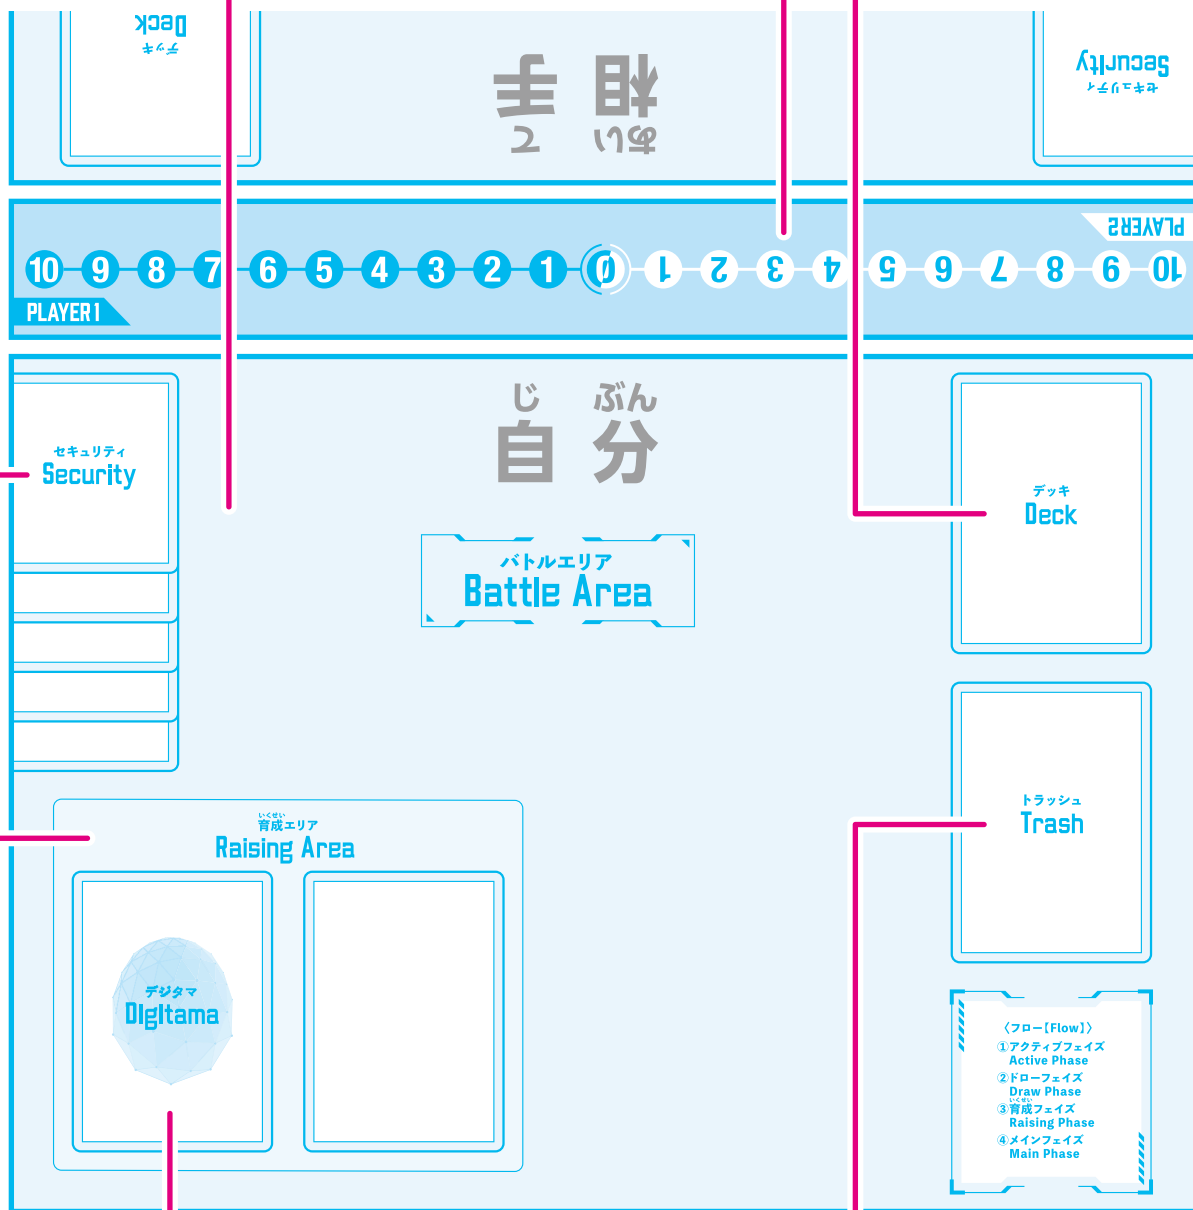 デッキ
Deck
相手
あいて
セキュリティ
Security
PLAYER2
10 9 8 7 6 5 4 3 2 1 0 1 2 3 4 5 6 7 8 9 10
PLAYER1
じぶん
自分
セキュリティ
Security
デッキ
Deck
バトルエリア
Battle Area
トラッシュ
Trash
いくせい
育成エリア
Raising Area
デジタマ
Digitama
〈フロー【Flow】〉
①アクティブフェイズ
Active Phase
②ドローフェイズ
Draw Phase
いくせい
③育成フェイズ
Raising Phase
④メインフェイズ
Main Phase